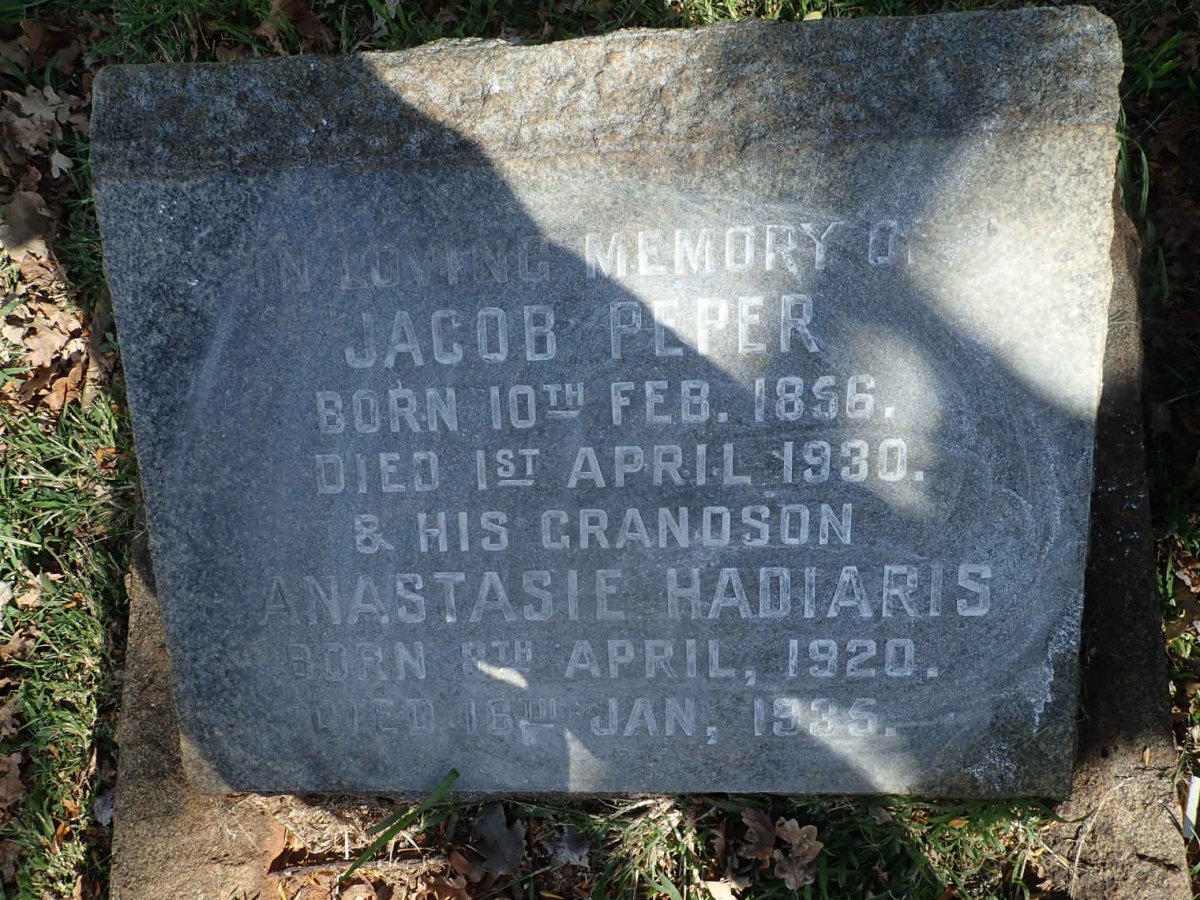 IN LOVING MEMORY OF
JACOB PEPER
BORN 10TH FEB. 1856.
DIED 1ST APRIL 1930.
& HIS GRANDSON
ANASTASIE HADIARIS
BORN 8TH APRIL, 1920.
DIED 16TH JAN, 1935.